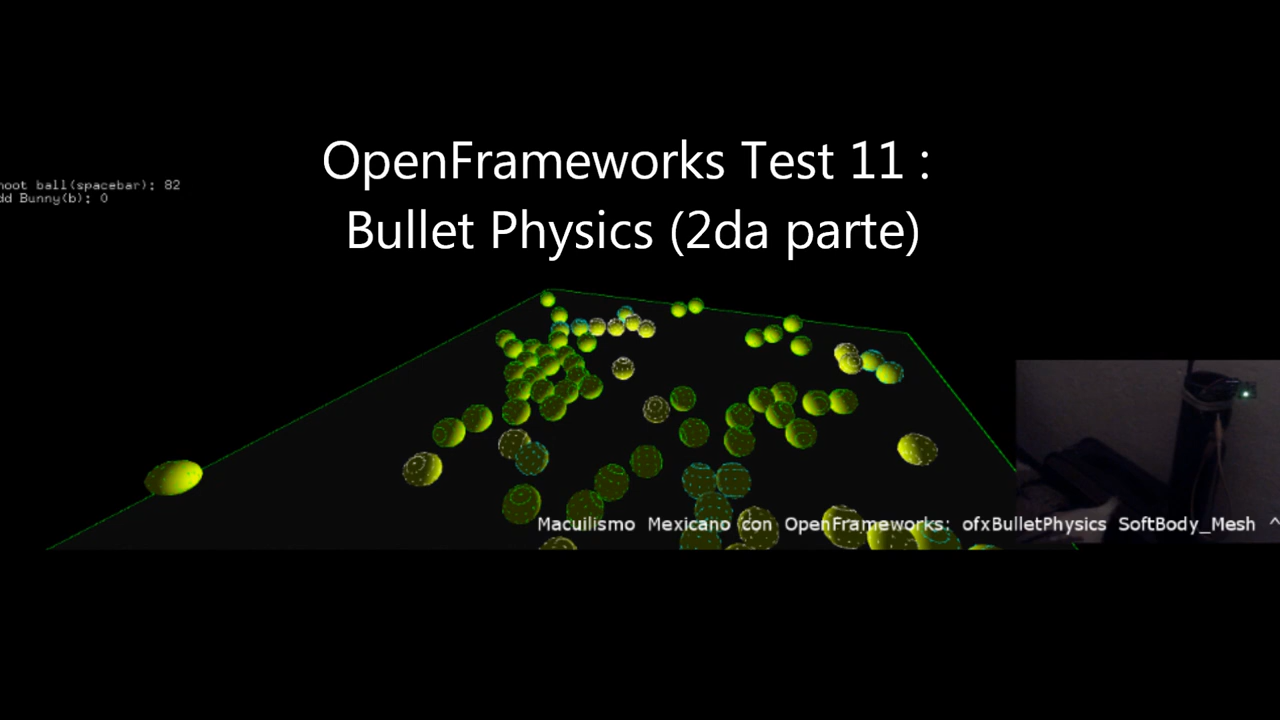 OpenFrameworks Test 11 :
Bullet Physics (2da parte)
hoot ball(spacebar): 82
dd Bunny(b): 0
Macuilismo Mexicano con OpenFrameworks: ofxBulletPhysics SoftBody_Mesh ^